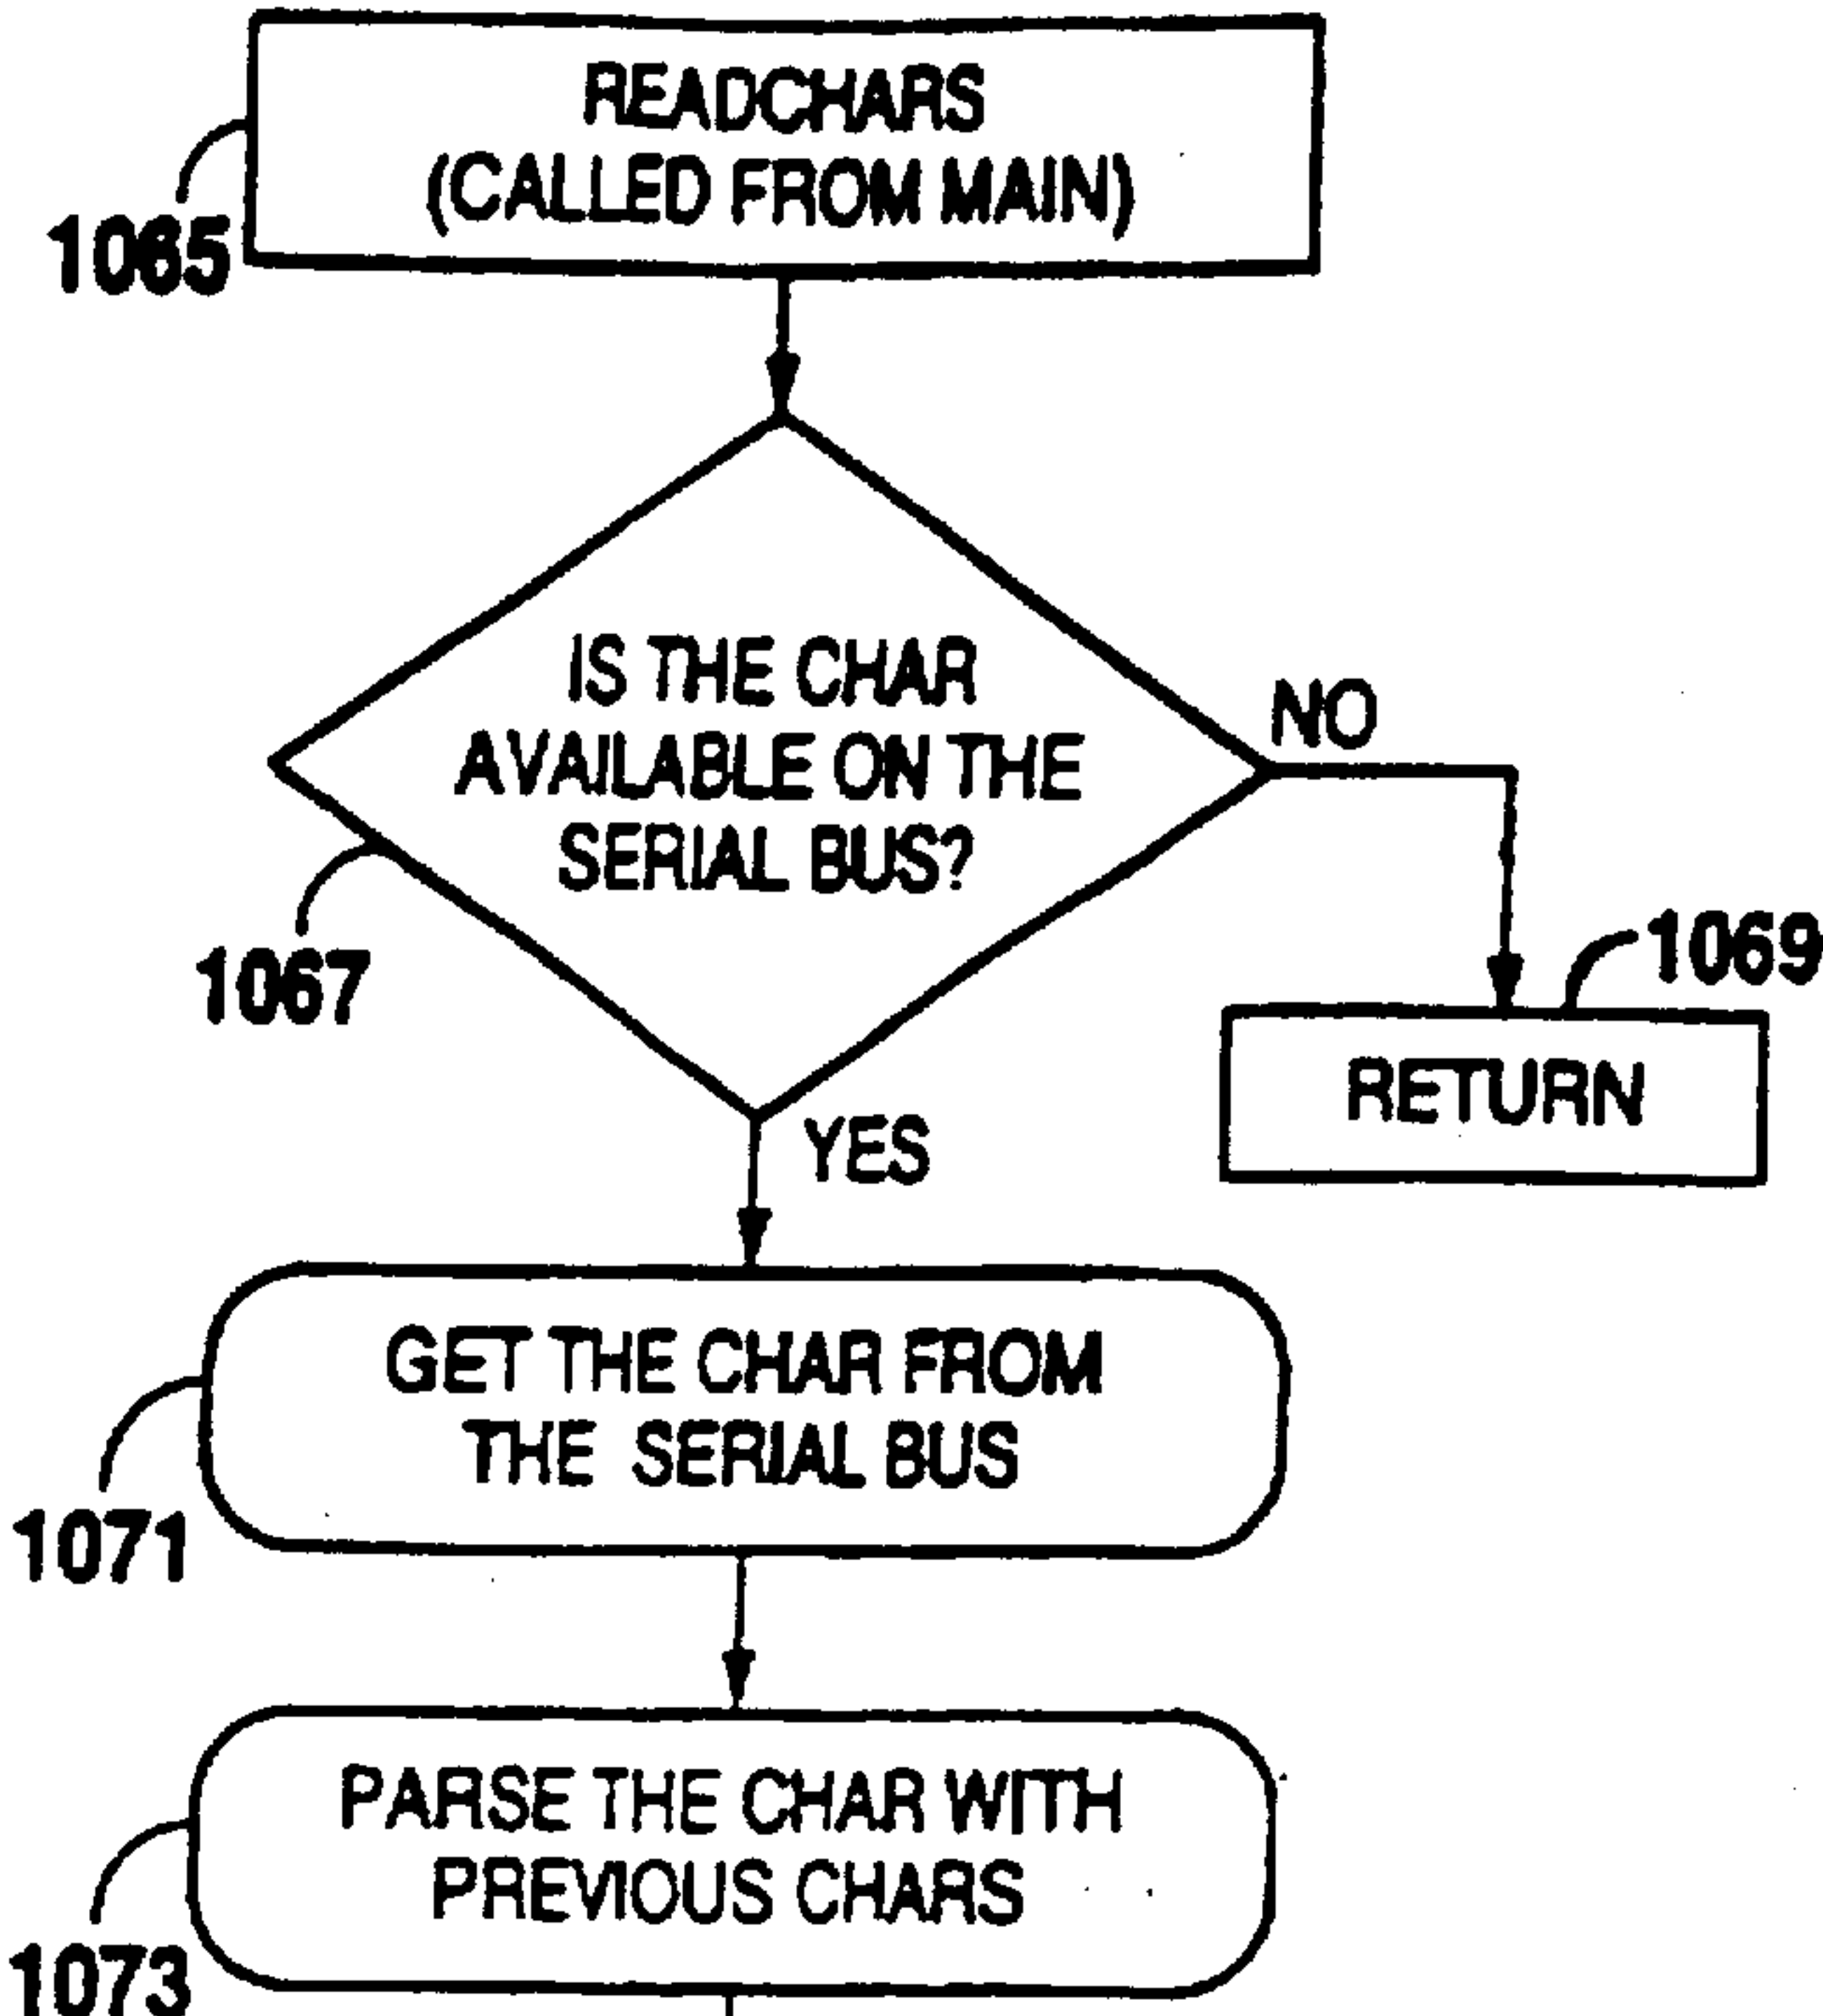 READCHARS
(CALLED FROM MAIN)
1065
IS THE CHAR
AVAILABLE ON THE
SERIAL BUS?
NO
1067
1069
RETURN
YES
GET THE CHAR FROM
THE SERIAL BUS
1071
PARSE THE CHAR WITH
PREVIOUS CHARS
1073